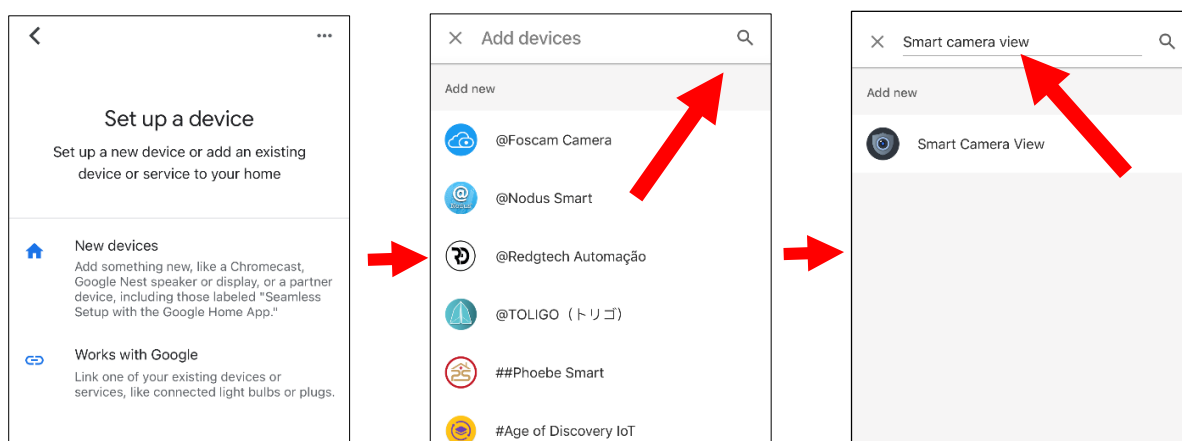 Set up a device
Set up a new device or add an existing
device or service to your home
New devices
Add something new, like a Chromecast,
Google Nest speaker or display, or a partner
device, including those labeled "Seamless
Setup with the Google Home App."
Works with Google
Link one of your existing devices or
services, like connected light bulbs or plugs.
Add devices
Add new
@Foscam Camera
@Nodus Smart
@Redgtech Automação
@TOLIGO（トリゴ）
##Phoebe Smart
#Age of Discovery IoT
Smart camera view
Add new
Smart Camera View